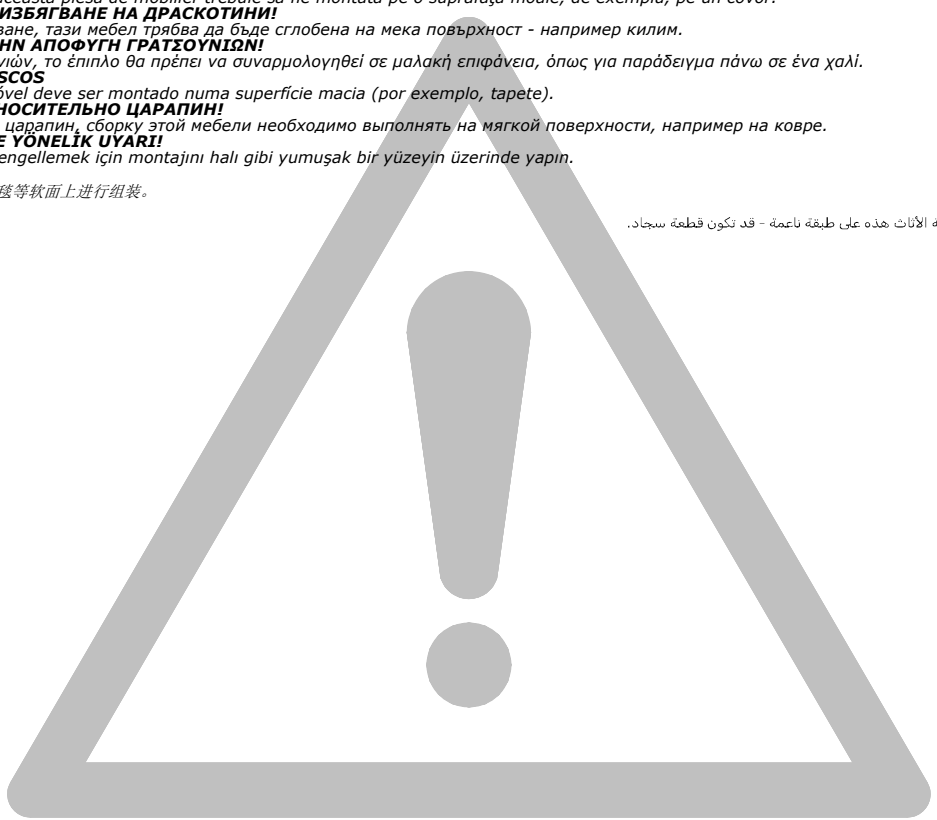 această piesă de mobilier trebuie să fie montată pe o suprafaţă moale, de exemplu, pe un covor.
ИЗБЯГВАНЕ НА ДРАСКОТИНИ!
ване, тази мебел трябва да бъде сглобена на мека повърхност - например килим.
ΗΝ ΑΠΟΦΥΓΗ ΓΡΑΤΣΟΥΝΙΩΝ!
νιών, το έπιπλο θα πρέπει να συναρμολογηθεί σε μαλακή επιφάνεια, όπως για παράδειγμα πάνω σε ένα χαλί.
SCOS
óvel deve ser montado numa superfície macia (por exemplo, tapete).
НОСИТЕЛЬНО ЦАРАПИН!
царапин, сборку этой мебели необходимо выполнять на мягкой поверхности, например на ковре.
E YÖNELİK UYARI!
engellemek için montajını halı gibi yumuşak bir yüzeyin üzerinde yapın.
毯等软面上进行组装。
ة الأثاث هذه على طبقة ناعمة - قد تكون قطعة سجاد.